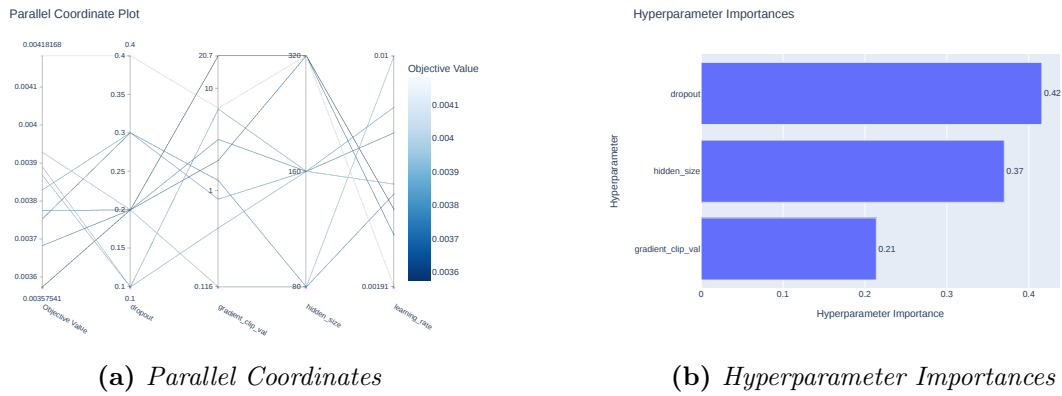 Parallel Coordinate Plot
0.00418168
0.0041
0.004
0.0039
0.0038
0.0037
0.0036
0.00357541
Objective Value
0.4
0.4
0.35
0.3
0.25
0.2
0.15
0.1
0.1
dropout
20.7
10
1
0.116
gradient_clip_val
320
160
80
hidden_size
0.01
0.00191
learning_rate
Objective Value
0.0041
0.004
0.0039
0.0038
0.0037
0.0036
(a) Parallel Coordinates
Hyperparameter Importances
Hyperparameter
dropout
0.42
hidden_size
0.37
gradient_clip_val
0.21
0 0.1 0.2 0.3 0.4
Hyperparameter Importance
(b) Hyperparameter Importances